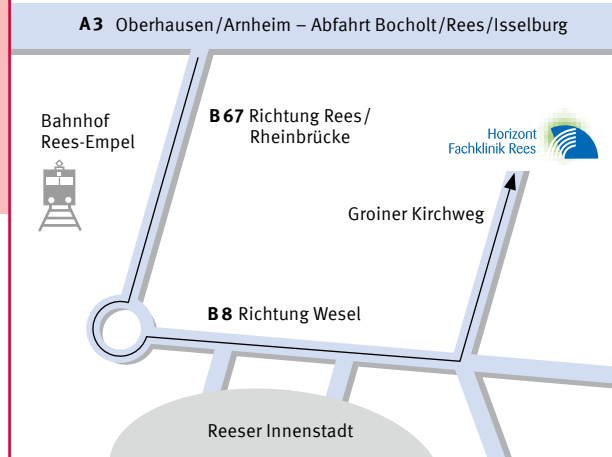 A3 Oberhausen/Arnheim – Abfahrt Bocholt/Rees/Isselburg
Bahnhof
Rees-Empel
B67 Richtung Rees/
Rheinbrücke
Horizont
Fachklinik Rees
Groiner Kirchweg
B8 Richtung Wesel
Reeser Innenstadt